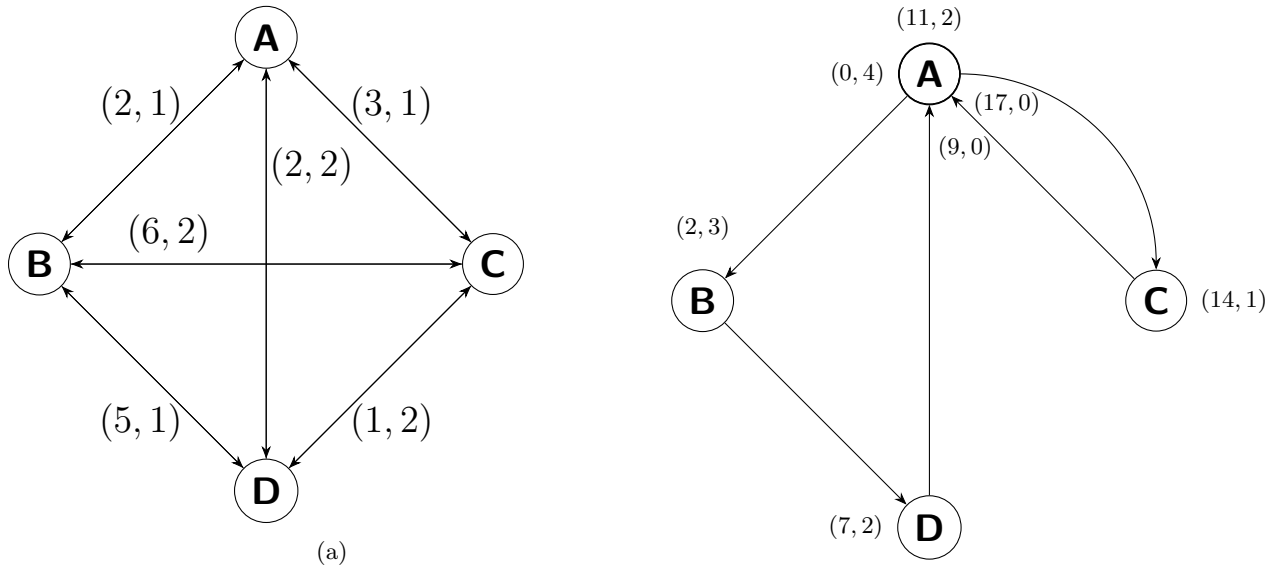 A
(2, 1)
(3, 1)
(2, 2)
(6, 2)
B
C
(5, 1)
(1, 2)
D
(a)
(11, 2)
(0, 4)
A
(17, 0)
(9, 0)
(2, 3)
B
C
(14, 1)
(7, 2)
D